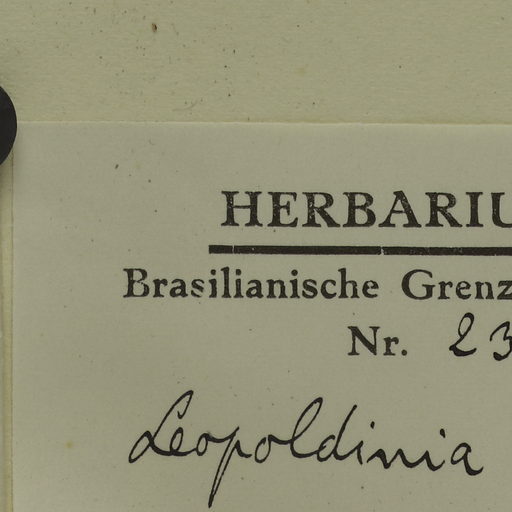 HERBARIU
Brasilianische Grenz
Nr. 23
Leopoldinia